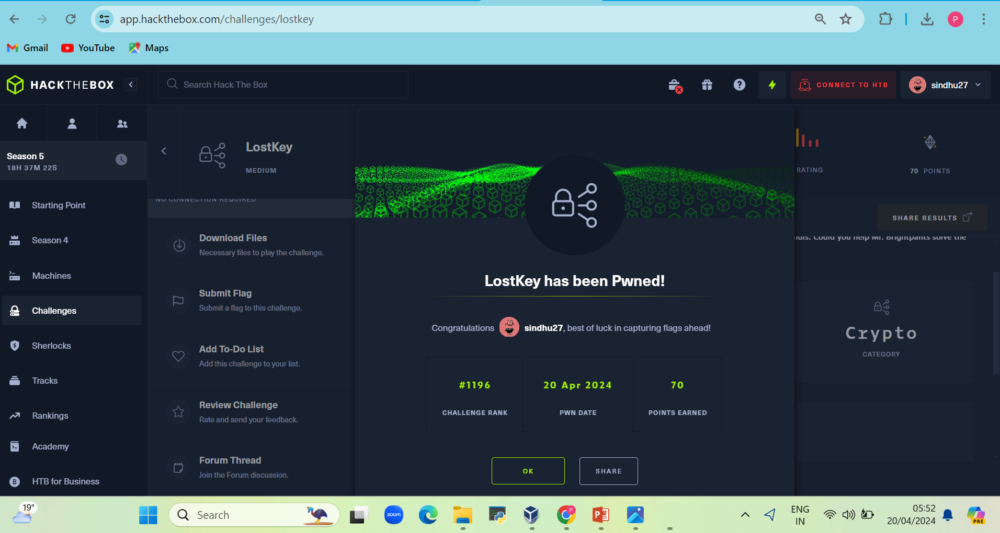 app.hackthebox.com/challenges/lostkey
P
Gmail
YouTube
Maps
HACKTHEBOX
Search Hack The Box
CONNECT TO HTB
sindhu27
Season 5
18H 37M 22S
Starting Point
Season 4
Machines
Challenges
Sherlocks
Tracks
Rankings
Academy
B
HTB for Business
LostKey
MEDIUM
NO CONNECTION REQUIRED
Download Files
Necessary files to play the challenge.
Submit Flag
Submit a flag to this challenge.
Add To-Do List
Add this challenge to your list.
Review Challenge
Rate and send your feedback.
Forum Thread
Join the Forum discussion.
LostKey has been Pwned!
Congratulations sindhu27, best of luck in capturing flags ahead!
#1196
CHALLENGE RANK
20 Apr 2024
PWN DATE
70
POINTS EARNED
OK
SHARE
RATING
70 POINTS
SHARE RESULTS
Could you help Mr. Brightpants solve the
Crypto
CATEGORY
19°
Search
zoom
P
ENG
IN
05:52
20/04/2024
PRE